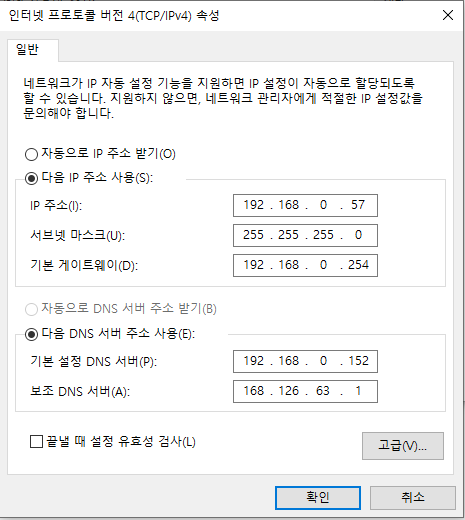 인터넷 프로토콜 버전 4(TCP/IPv4) 속성
일반
네트워크가 IP 자동 설정 기능을 지원하면 IP 설정이 자동으로 할당되도록
할 수 있습니다. 지원하지 않으면, 네트워크 관리자에게 적절한 IP 설정값을
문의해야 합니다.
자동으로 IP 주소 받기(O)
다음 IP 주소 사용(S):
IP 주소(I): 192 . 168 . 0 . 57
서브넷 마스크(U): 255 . 255 . 255 . 0
기본 게이트웨이(D): 192 . 168 . 0 . 254
자동으로 DNS 서버 주소 받기(B)
다음 DNS 서버 주소 사용(E):
기본 설정 DNS 서버(P): 192 . 168 . 0 . 152
보조 DNS 서버(A): 168 . 126 . 63 . 1
끝낼 때 설정 유효성 검사(L)
고급(V)...
확인 취소